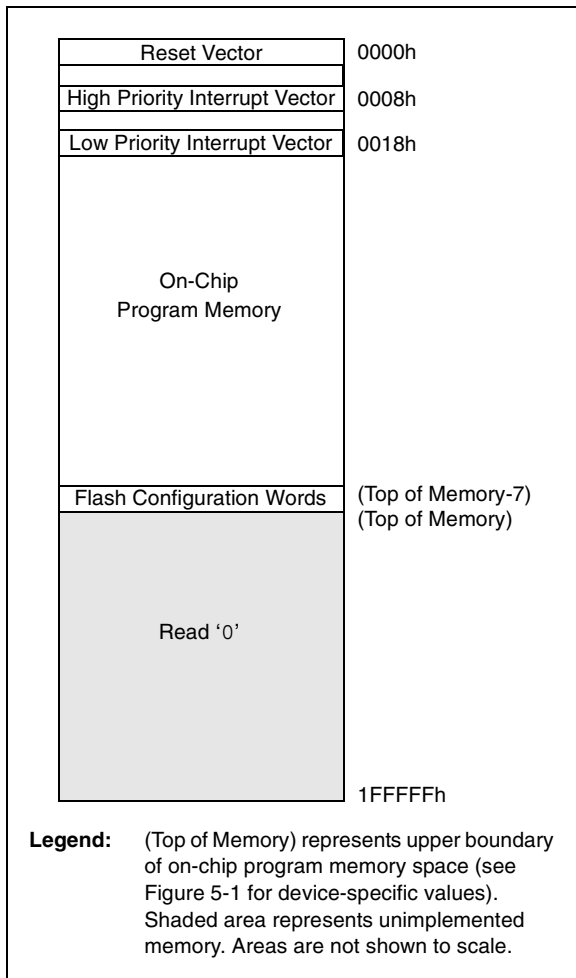 Reset Vector 0000h
High Priority Interrupt Vector 0008h
Low Priority Interrupt Vector 0018h
On-Chip
Program Memory
Flash Configuration Words (Top of Memory-7)
(Top of Memory)
Read ‘0’
1FFFFFh
Legend: (Top of Memory) represents upper boundary
of on-chip program memory space (see
Figure 5-1 for device-specific values).
Shaded area represents unimplemented
memory. Areas are not shown to scale.